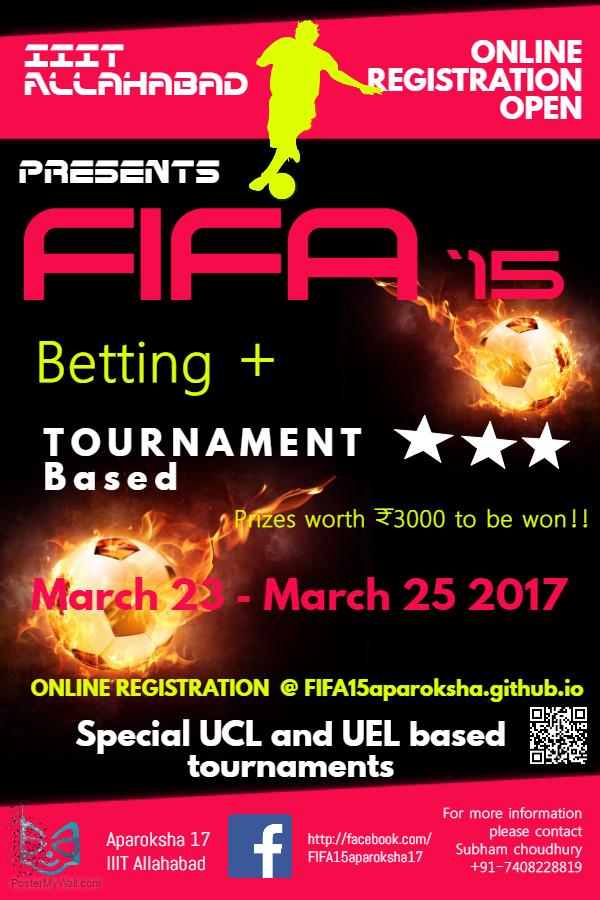 IIIT
ALLAHABAD
ONLINE
REGISTRATION
OPEN
PRESENTS
FIFA '15
Betting +
TOURNAMENT
Based
Prizes worth ₹3000 to be won!!
March 23 - March 25 2017
ONLINE REGISTRATION @ FIFA15aparoksha.github.io
Special UCL and UEL based
tournaments
Aparoksha 17
IIIT Allahabad
f
http://facebook.com/
FIFA15aparoksha17
For more information
please contact
Subham choudhury
+91-7408228819
PosterMyWall.com